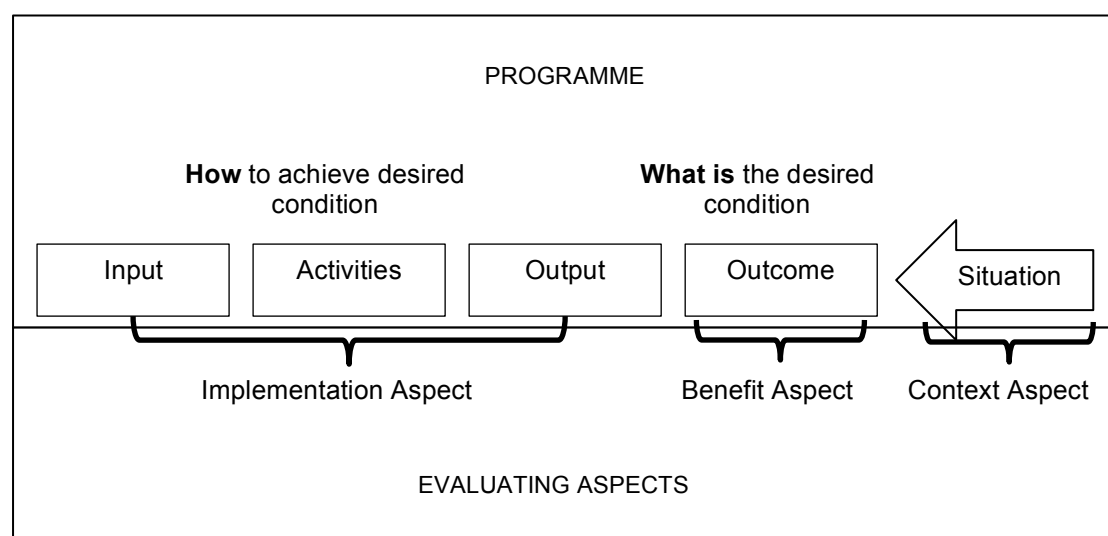 PROGRAMME
How to achieve desired
condition
What is the desired
condition
Input
Activities
Output
Outcome
Situation
Implementation Aspect
Benefit Aspect
Context Aspect
EVALUATING ASPECTS